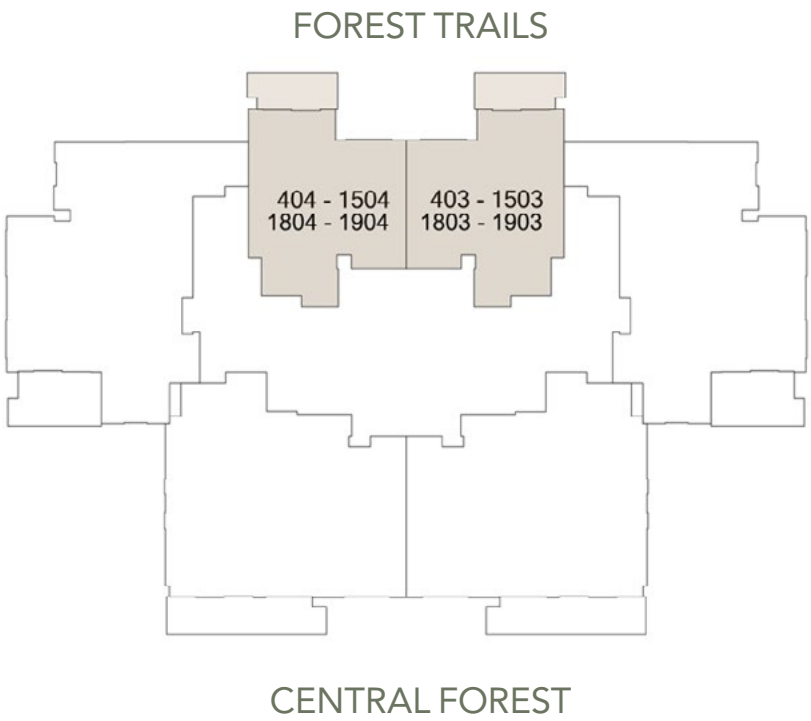 FOREST TRAILS
404 - 1504
1804 - 1904
403 - 1503
1803 - 1903
CENTRAL FOREST